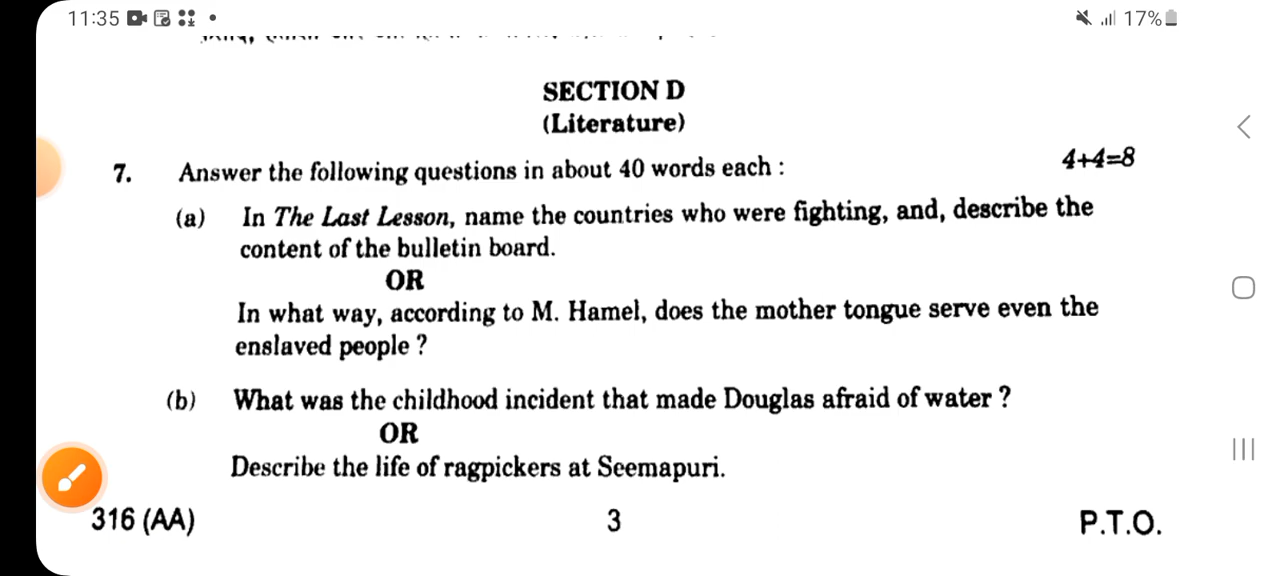 11:35
17%
SECTION D
(Literature)
7. Answer the following questions in about 40 words each : 4+4=8
(a) In The Last Lesson, name the countries who were fighting, and, describe the
content of the bulletin board.
OR
In what way, according to M. Hamel, does the mother tongue serve even the
enslaved people ?
(b) What was the childhood incident that made Douglas afraid of water ?
OR
Describe the life of ragpickers at Seemapuri.
316 (AA) 3 P.T.O.